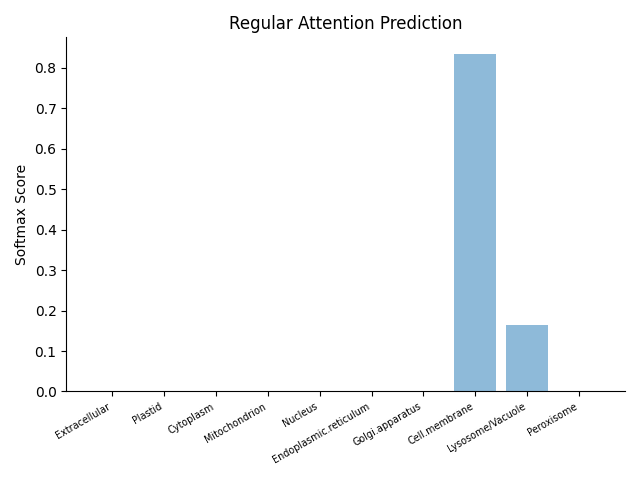 Regular Attention Prediction
Softmax Score
0.8
0.7
0.6
0.5
0.4
0.3
0.2
0.1
0.0
Extracellular
Plastid
Cytoplasm
Mitochondrion
Nucleus
Endoplasmic.reticulum
Golgi.apparatus
Cell.membrane
Lysosome/Vacuole
Peroxisome